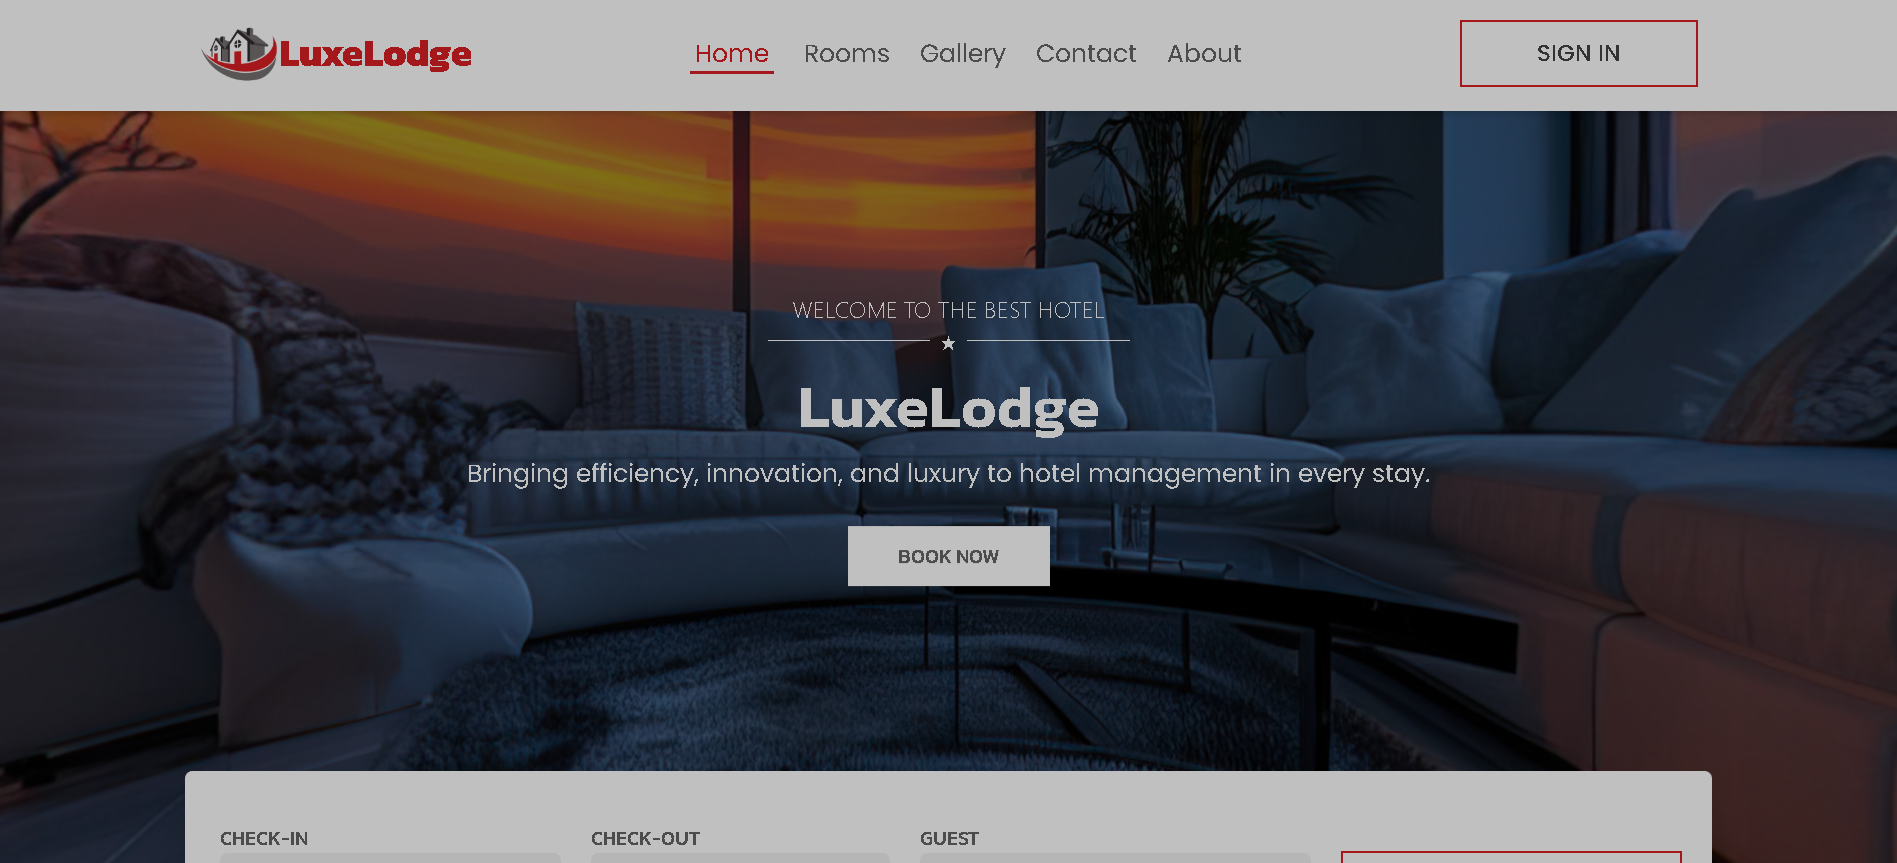 LuxeLodge
Home Rooms Gallery Contact About
SIGN IN
WELCOME TO THE BEST HOTEL
LuxeLodge
Bringing efficiency, innovation, and luxury to hotel management in every stay.
BOOK NOW
CHECK-IN CHECK-OUT GUEST